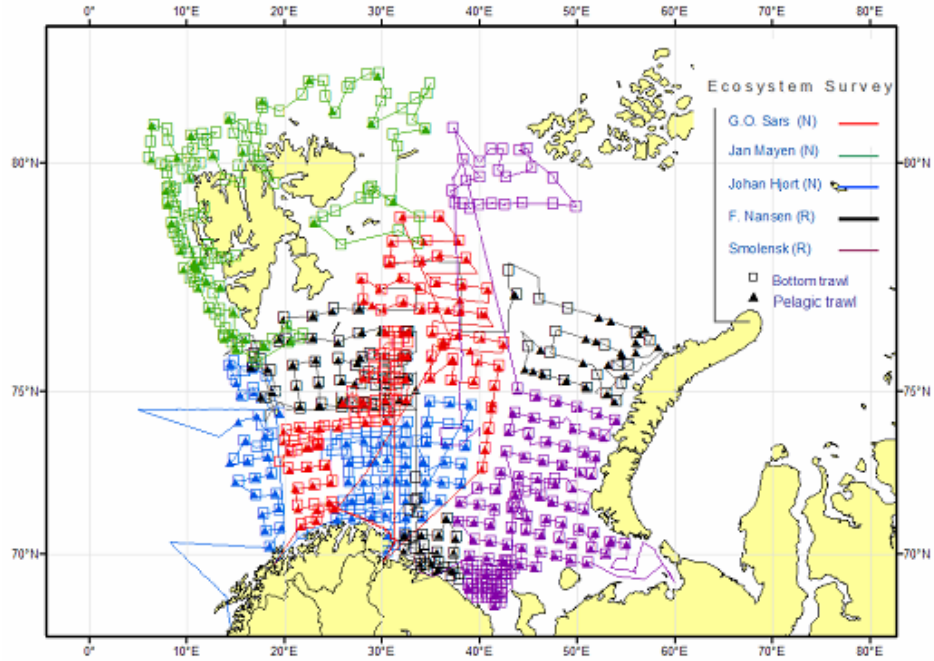 0° 10°E 20°E 30°E 40°E 50°E 60°E 70°E 80°E
Ecosystem Survey
G.O. Sars (N)
Jan Mayen (N)
80°N 80°N
Johan Hjort (N)
F. Nansen (R)
Smolensk (R)
Bottom trawl
Pelagic trawl
75°N 75°N
70°N 70°N
0° 10°E 20°E 30°E 40°E 50°E 60°E 70°E 80°E